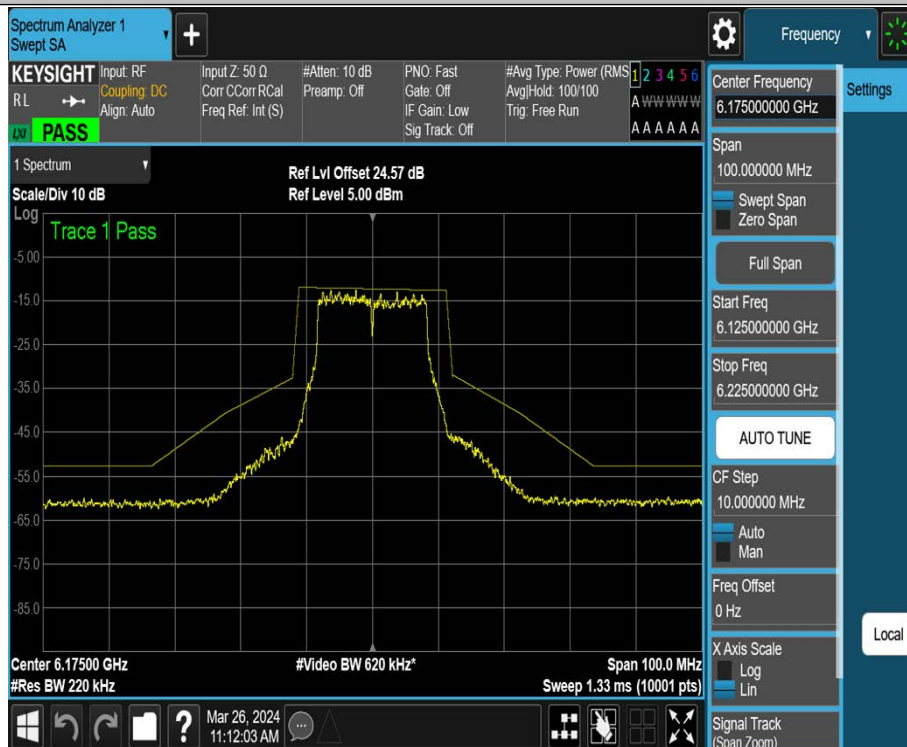 Spectrum Analyzer 1
Swept SA
+
Frequency
KEYSIGHT
RL
LXI
PASS
Input: RF
Coupling: DC
Align: Auto
Input Z: 50 Ω
Corr CCorr RCal
Freq Ref: Int (S)
#Atten: 10 dB
Preamp: Off
PNO: Fast
Gate: Off
IF Gain: Low
Sig Track: Off
#Avg Type: Power (RMS
Avg|Hold: 100/100
Trig: Free Run
1 2 3 4 5 6
A W W W W W
A A A A A A
1 Spectrum
Scale/Div 10 dB
Ref Lvl Offset 24.57 dB
Ref Level 5.00 dBm
Log
Trace 1 Pass
-5.00
-15.0
-25.0
-35.0
-45.0
-55.0
-65.0
-75.0
-85.0
Center 6.17500 GHz
#Video BW 620 kHz*
Span 100.0 MHz
#Res BW 220 kHz
Sweep 1.33 ms (10001 pts)
?
Mar 26, 2024
11:12:03 AM
Center Frequency
6.175000000 GHz
Settings
Span
100.000000 MHz
Swept Span
Zero Span
Full Span
Start Freq
6.125000000 GHz
Stop Freq
6.225000000 GHz
AUTO TUNE
CF Step
10.000000 MHz
Auto
Man
Freq Offset
0 Hz
Local
X Axis Scale
Log
Lin
Signal Track
(Span Zoom)